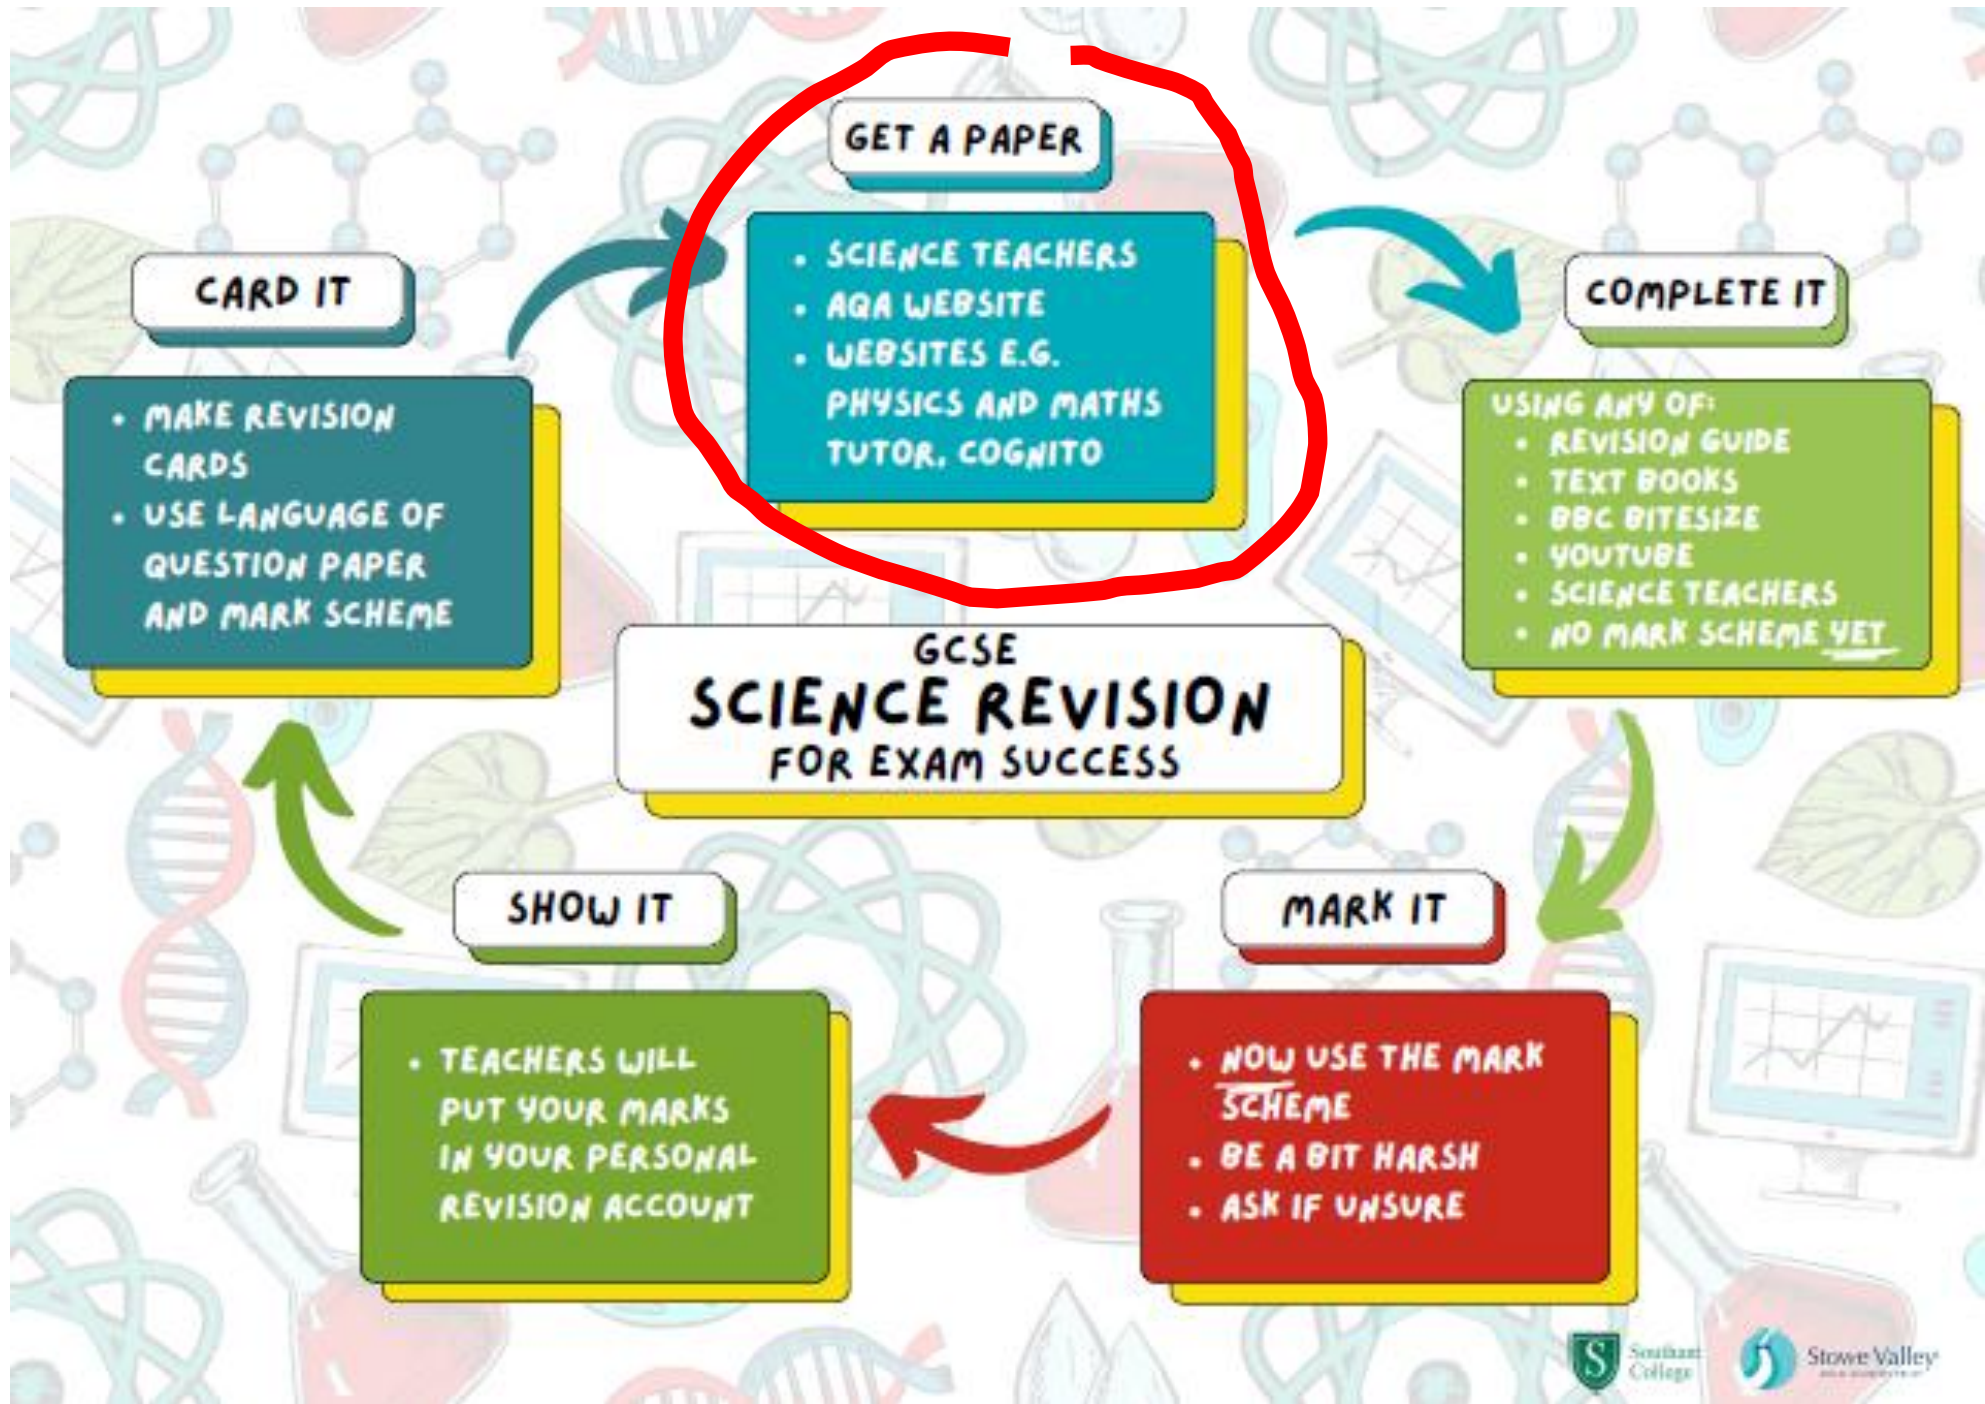 GET A PAPER
• SCIENCE TEACHERS
• AQA WEBSITE
• WEBSITES E.G.
PHYSICS AND MATHS
TUTOR, COGNITO
COMPLETE IT
USING ANY OF:
• REVISION GUIDE
• TEXT BOOKS
• BBC BITESIZE
• YOUTUBE
• SCIENCE TEACHERS
• NO MARK SCHEME YET
MARK IT
• NOW USE THE MARK
SCHEME
• BE A BIT HARSH
• ASK IF UNSURE
SHOW IT
• TEACHERS WILL
PUT YOUR MARKS
IN YOUR PERSONAL
REVISION ACCOUNT
CARD IT
• MAKE REVISION
CARDS
• USE LANGUAGE OF
QUESTION PAPER
AND MARK SCHEME
GCSE
SCIENCE REVISION
FOR EXAM SUCCESS
S
Southam
College
Stowe Valley